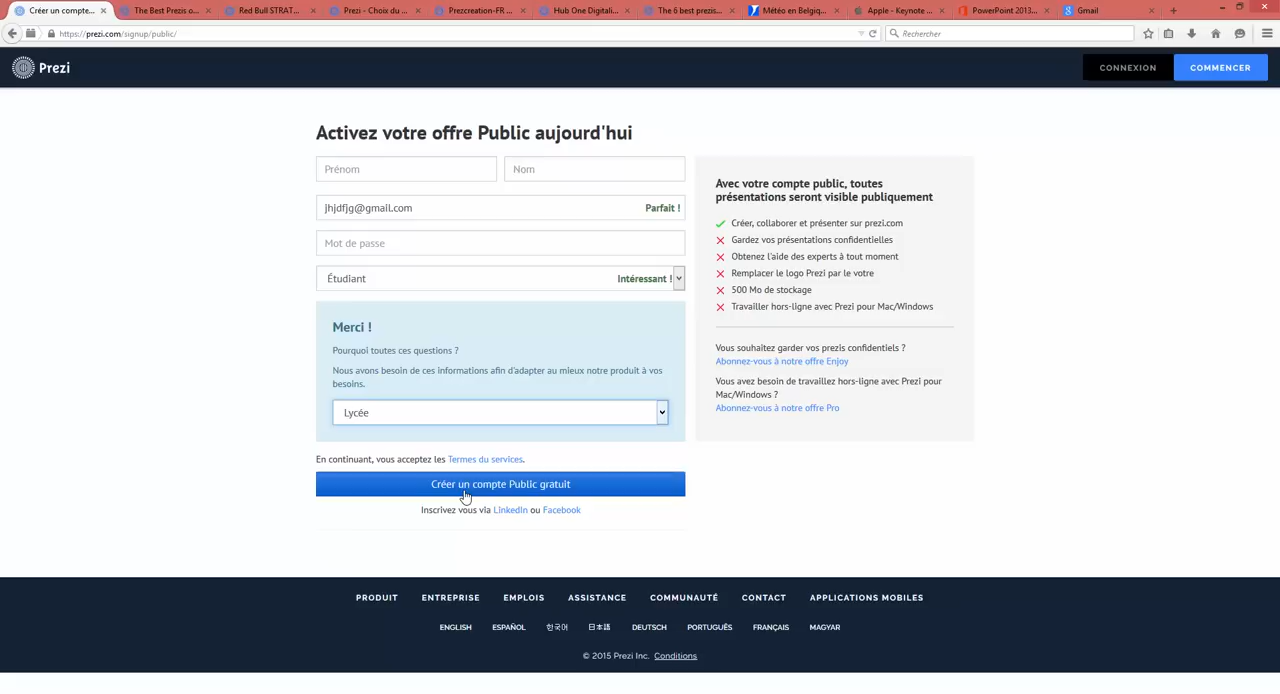 Créer un compte...
The Best Prezis o...
Red Bull STRAT...
Prezi - Choix du ...
Prezcreation-FR ...
Hub One Digitali...
The 6 best prezis...
Météo en Belgiq...
Apple - Keynote ...
PowerPoint 2013...
Gmail
https://prezi.com/signup/public/
Rechercher
Prezi
CONNEXION
COMMENCER
Activez votre offre Public aujourd'hui
Prénom
Nom
jhjdfjg@gmail.com
Parfait !
Mot de passe
Étudiant
Intéressant !
Merci !
Pourquoi toutes ces questions ?
Nous avons besoin de ces informations afin d'adapter au mieux notre produit à vos
besoins.
Lycée
En continuant, vous acceptez les Termes du services.
Créer un compte Public gratuit
Inscrivez vous via LinkedIn ou Facebook
Avec votre compte public, toutes
présentations seront visible publiquement
Créer, collaborer et présenter sur prezi.com
Gardez vos présentations confidentielles
Obtenez l'aide des experts à tout moment
Remplacer le logo Prezi par le votre
500 Mo de stockage
Travailler hors-ligne avec Prezi pour Mac/Windows
Vous souhaitez garder vos prezis confidentiels ?
Abonnez-vous à notre offre Enjoy
Vous avez besoin de travaillez hors-ligne avec Prezi pour
Mac/Windows ?
Abonnez-vous à notre offre Pro
PRODUIT
ENTREPRISE
EMPLOIS
ASSISTANCE
COMMUNAUTÉ
CONTACT
APPLICATIONS MOBILES
ENGLISH
ESPAÑOL
한국어
日本語
DEUTSCH
PORTUGUÊS
FRANÇAIS
MAGYAR
© 2015 Prezi Inc. Conditions